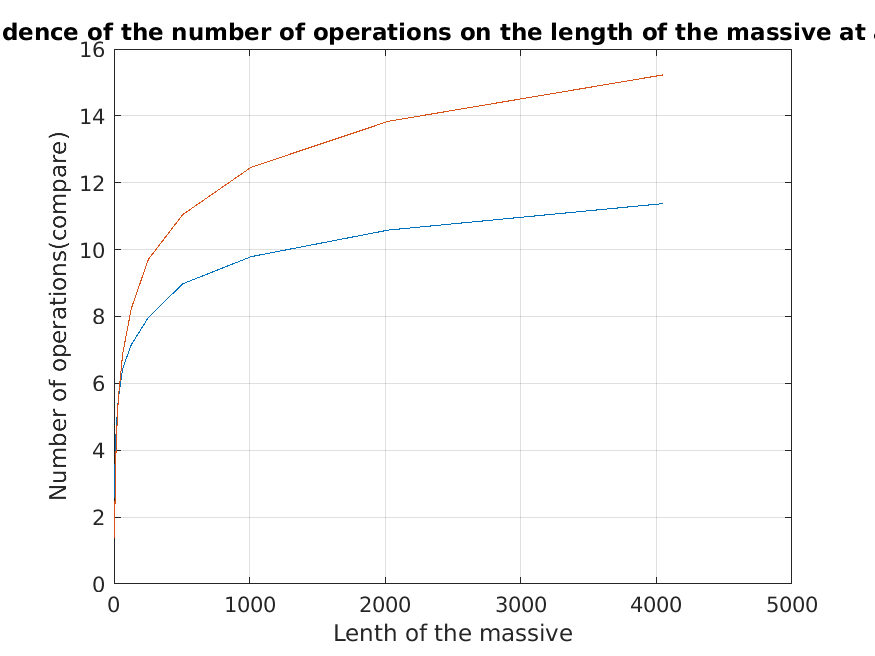 dence of the number of operations on the length of the massive at
16
14
12
10
8
6
4
2
0
Number of operations(compare)
0 1000 2000 3000 4000 5000
Lenth of the massive